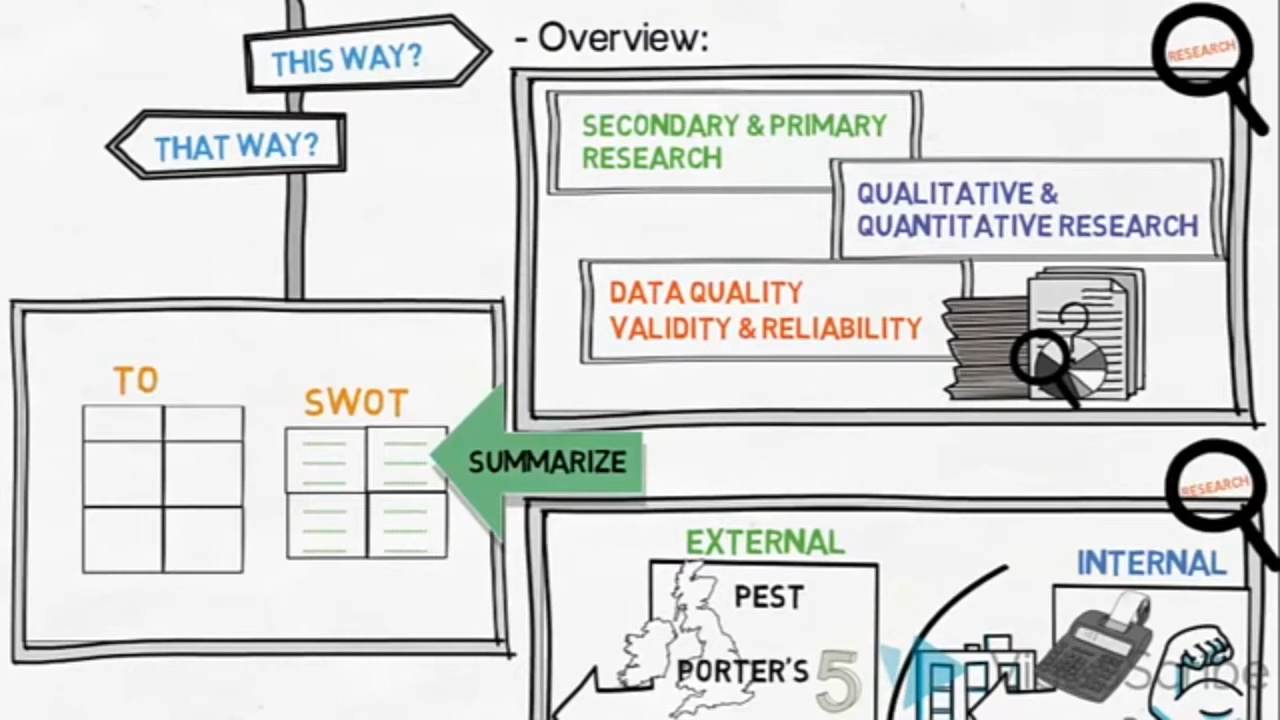 THIS WAY?
THAT WAY?
- Overview:
RESEARCH
SECONDARY & PRIMARY
RESEARCH
QUALITATIVE &
QUANTITATIVE RESEARCH
DATA QUALITY
VALIDITY & RELIABILITY
?
TO
SWOT
SUMMARIZE
RESEARCH
EXTERNAL
INTERNAL
PEST
PORTER'S 5